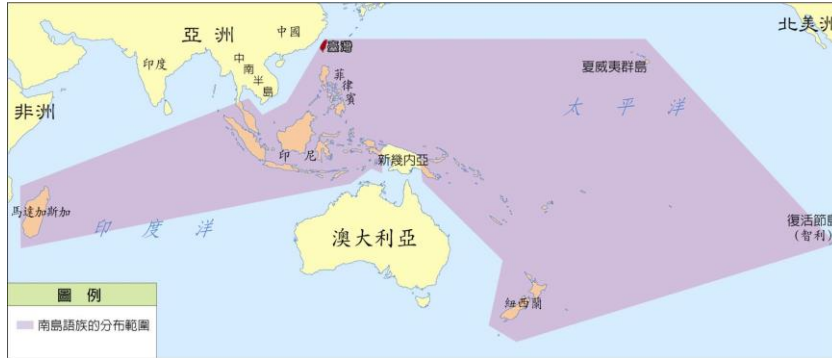 亞洲
中國
北美洲
印度
中南半島
臺灣
菲律賓
夏威夷群島
非洲
太平洋
印尼
新幾內亞
馬達加斯加
印度洋
澳大利亞
復活節島
(智利)
紐西蘭
圖例
南島語族的分布範圍